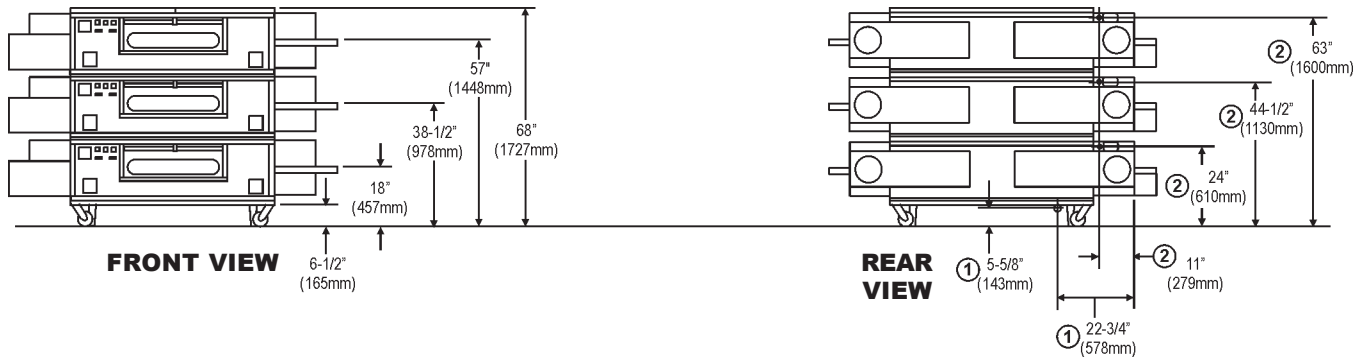 57"
(1448mm)
38-1/2”
(978mm)
68”
(1727mm)
18”
(457mm)
FRONT VIEW
6-1/2”
(165mm)
② 63”
(1600mm)
② 44-1/2”
(1130mm)
② 24”
(610mm)
REAR
VIEW
① 5-5/8”
(143mm)
② 11”
(279mm)
① 22-3/4”
(578mm)